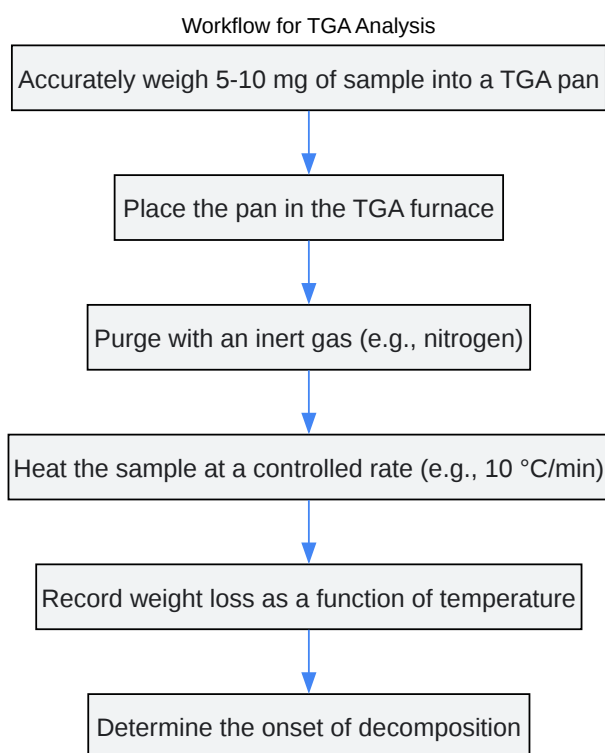 Workflow for TGA Analysis
Accurately weigh 5-10 mg of sample into a TGA pan
Place the pan in the TGA furnace
Purge with an inert gas (e.g., nitrogen)
Heat the sample at a controlled rate (e.g., 10 °C/min)
Record weight loss as a function of temperature
Determine the onset of decomposition